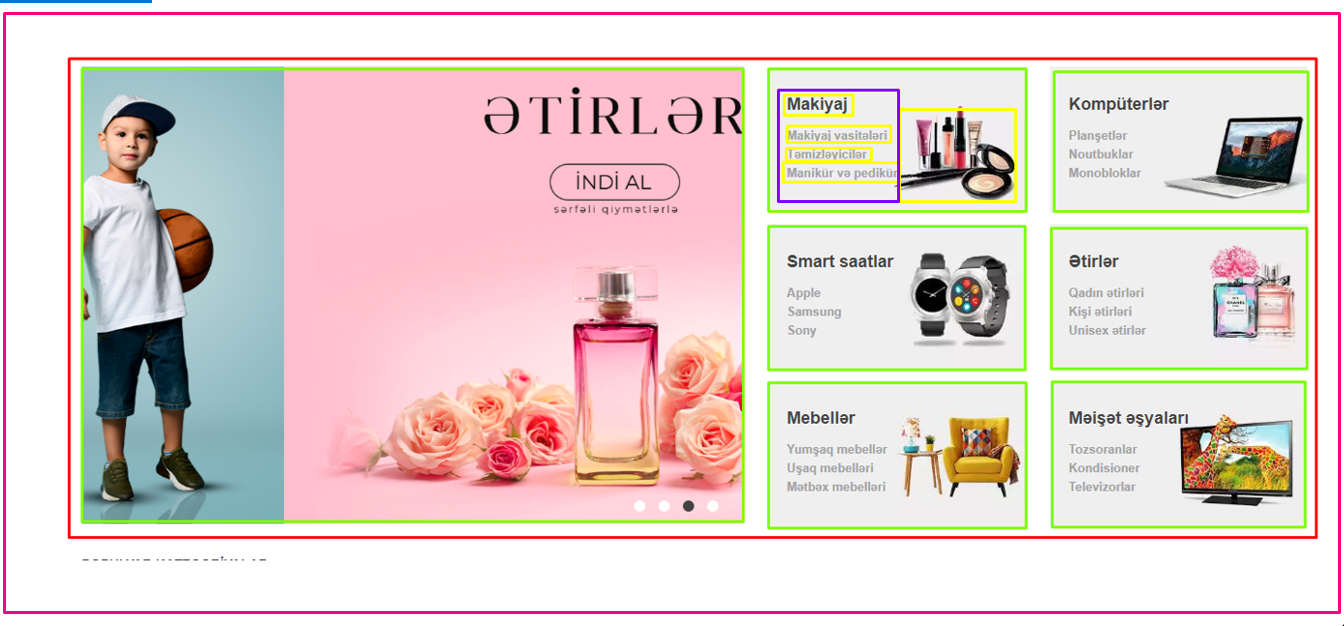 ƏTİRLƏR
İNDİ AL
sərfəli qiymətlərlə
Makiyaj
Makiyaj vasitələri
Təmizləyicilər
Manikür və pedikür
Kompüterlər
Planşetlər
Noutbuklar
Monobloklar
Smart saatlar
Apple
Samsung
Sony
Ətirlər
Qadın ətirləri
Kişi ətirləri
Unisex ətirlər
Mebellər
Yumşaq mebellər
Uşaq mebelləri
Mətbəx mebelləri
Məişət əşyaları
Tozsoranlar
Kondisioner
Televizorlar